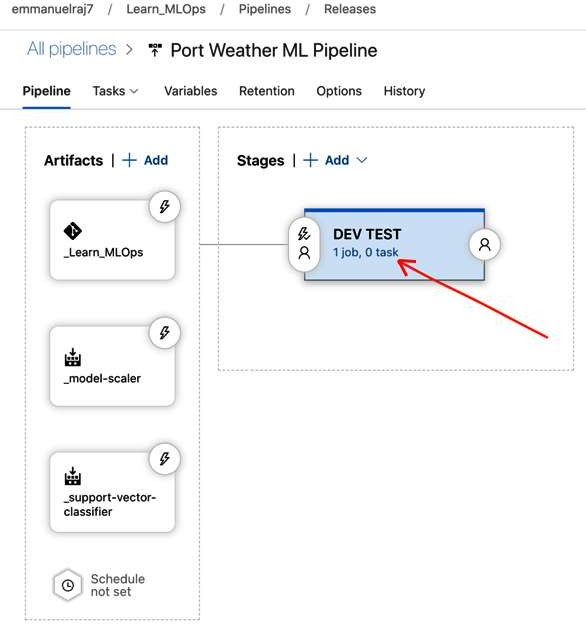 emmanuelraj7 / Learn_MLOps / Pipelines / Releases
All pipelines > Port Weather ML Pipeline
Pipeline Tasks Variables Retention Options History
Artifacts | + Add
Stages | + Add
_Learn_MLOps
DEV TEST
1 job, 0 task
_model-scaler
_support-vector-
classifier
Schedule
not set